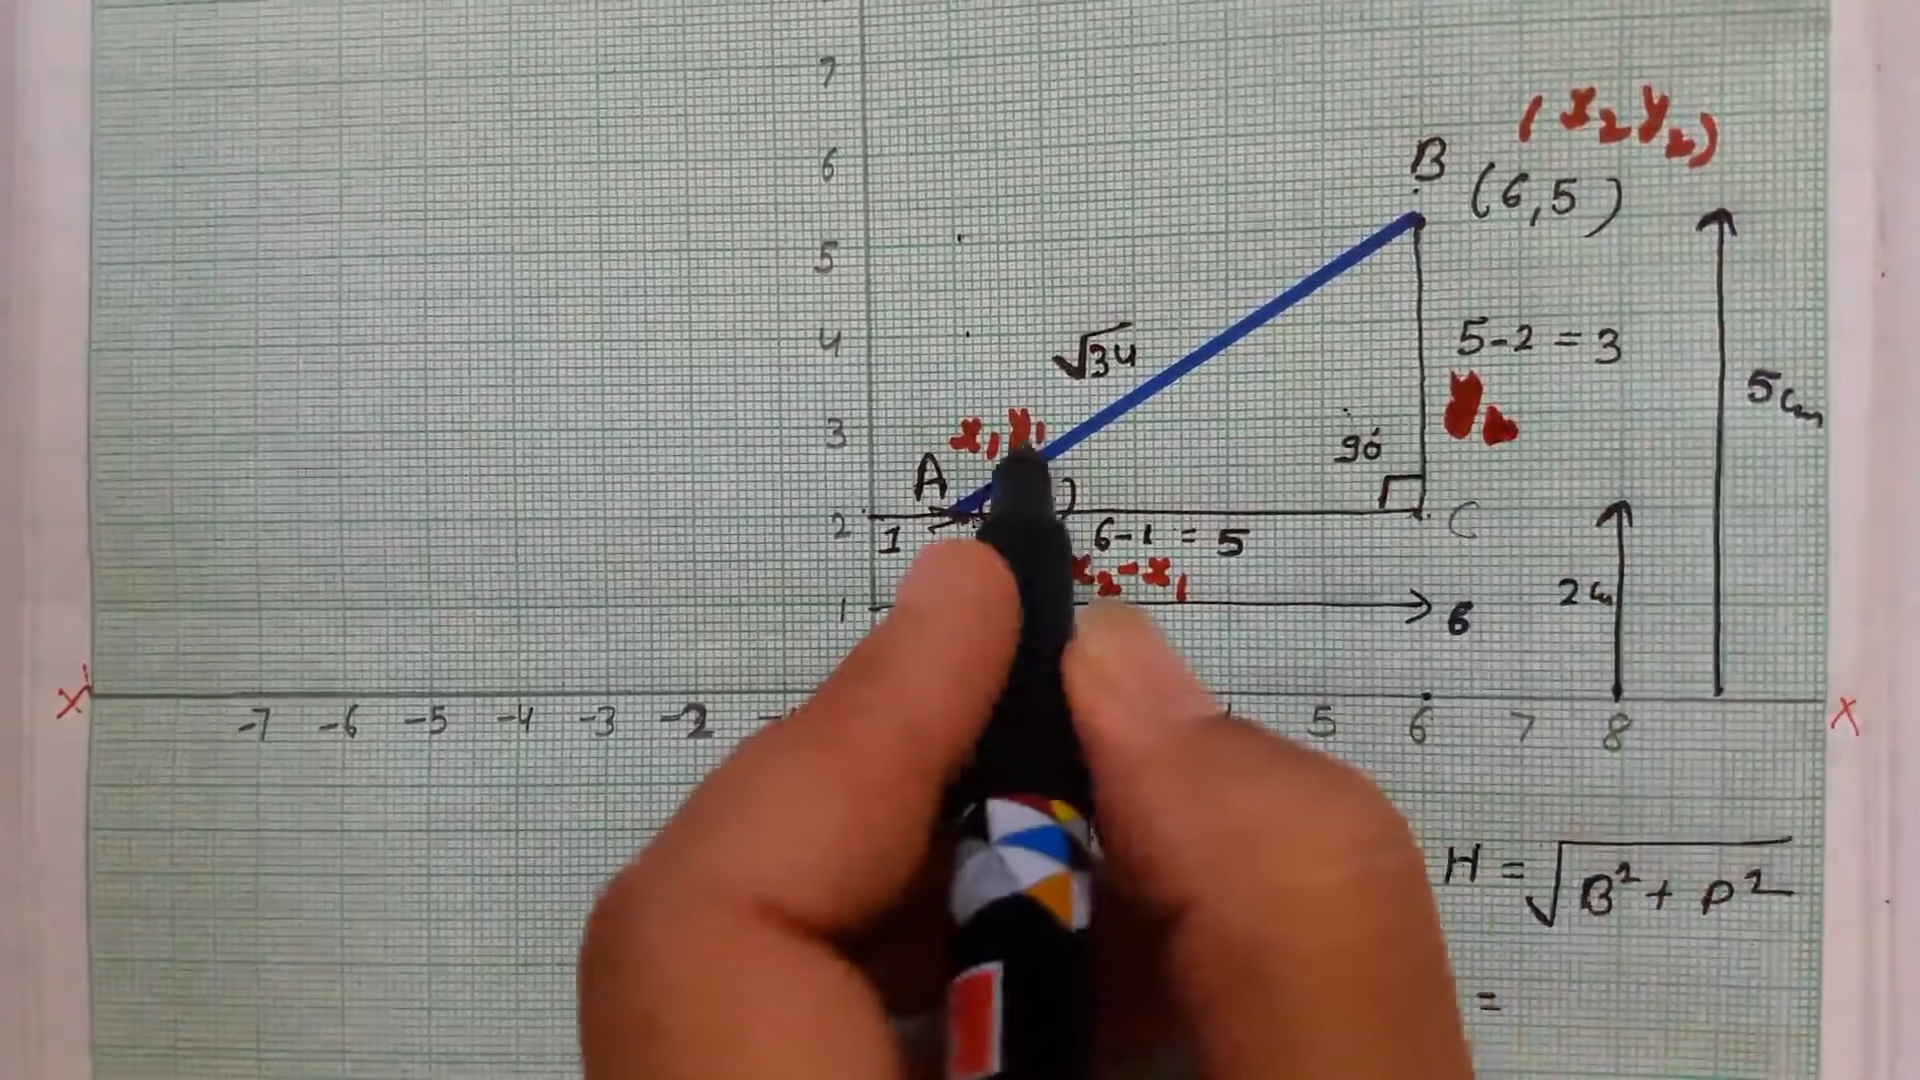 7
(x₂ y₂)
6
B
(6,5)
5
4
√34
5-2 = 3
5cm
3
x₁ y₁
y₂
90°
A
)
2
1
6-1 = 5
C
x₂-x₁
2cm
1
6
X'
-7 -6 -5 -4 -3 -2
5 6 7 8
X
H = √B² + P²
=